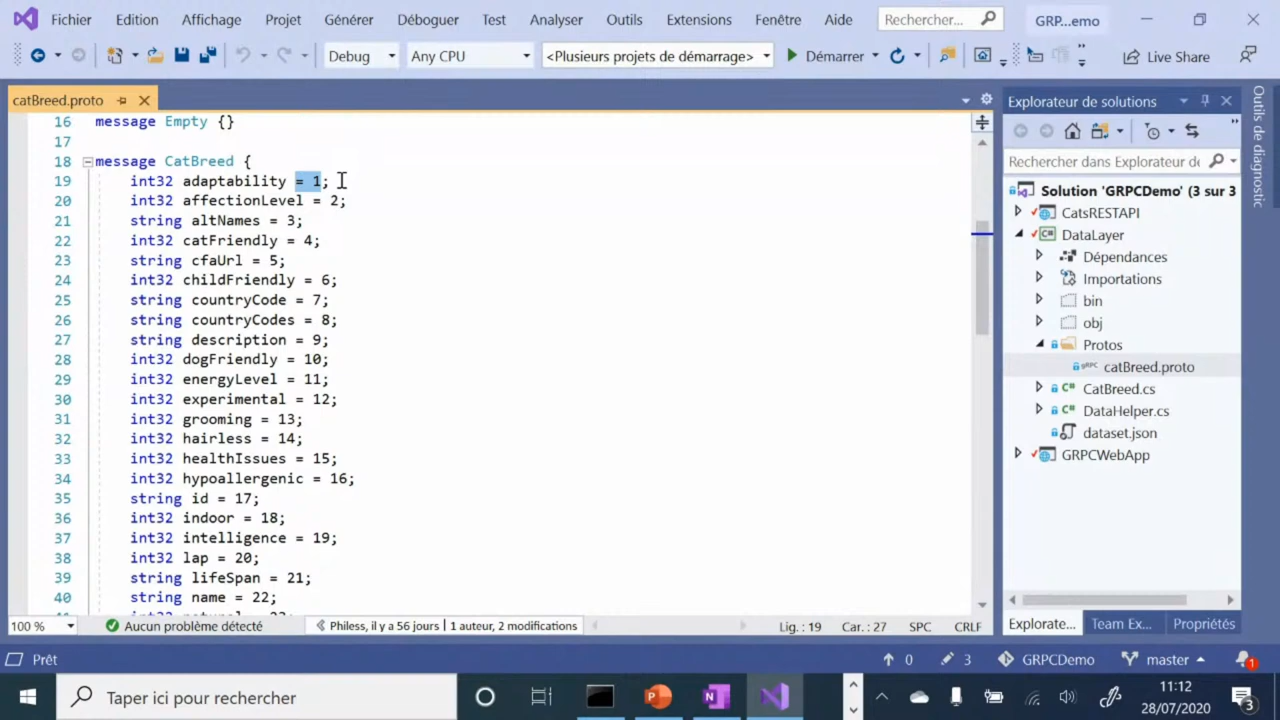 Fichier Edition Affichage Projet Générer Déboguer Test Analyser Outils Extensions Fenêtre Aide Rechercher... GRP...emo
Debug Any CPU <Plusieurs projets de démarrage> Démarrer Live Share
catBreed.proto
16 message Empty {}
17
18 message CatBreed {
19 int32 adaptability = 1;
20 int32 affectionLevel = 2;
21 string altNames = 3;
22 int32 catFriendly = 4;
23 string cfaUrl = 5;
24 int32 childFriendly = 6;
25 string countryCode = 7;
26 string countryCodes = 8;
27 string description = 9;
28 int32 dogFriendly = 10;
29 int32 energyLevel = 11;
30 int32 experimental = 12;
31 int32 grooming = 13;
32 int32 hairless = 14;
33 int32 healthIssues = 15;
34 int32 hypoallergenic = 16;
35 string id = 17;
36 int32 indoor = 18;
37 int32 intelligence = 19;
38 int32 lap = 20;
39 string lifeSpan = 21;
40 string name = 22;
100 % Aucun problème détecté Philess, il y a 56 jours | 1 auteur, 2 modifications Lig. : 19 Car. : 27 SPC CRLF
Explorateur de solutions
Rechercher dans Explorateur de
Solution 'GRPCDemo' (3 sur 3
CatsRESTAPI
C# DataLayer
Dépendances
Importations
bin
obj
Protos
gRPC catBreed.proto
C# CatBreed.cs
C# DataHelper.cs
dataset.json
GRPCWebApp
Explorate... Team Ex... Propriétés
Outils de diagnostic
Prêt 0 3 GRPCDemo master 1
Taper ici pour rechercher
11:12
28/07/2020
3